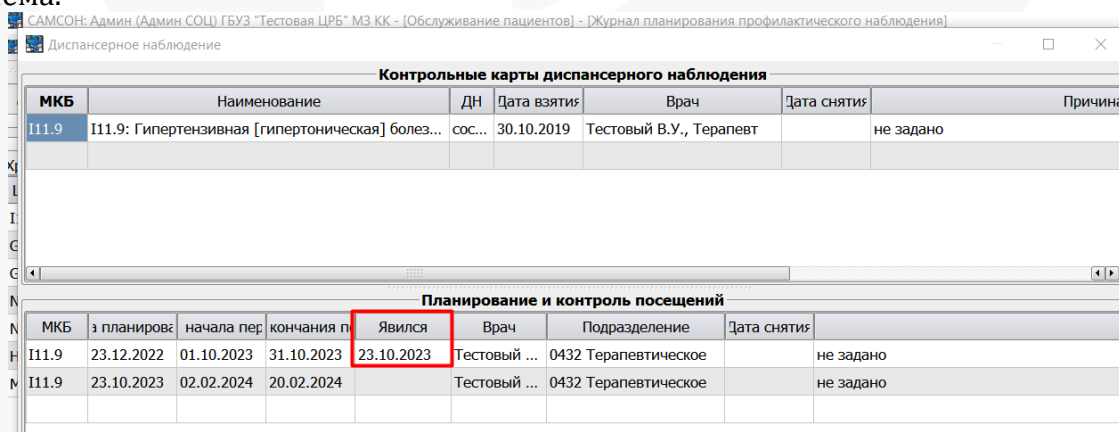 САМСОН: Админ (Админ СОЦ) ГБУЗ "Тестовая ЦРБ" МЗ КК - [Обслуживание пациентов] - [Журнал планирования профилактического наблюдения]
Диспансерное наблюдение
Контрольные карты диспансерного наблюдения
МКБ Наименование ДН Дата взятия Врач Дата снятия Причина
I11.9 I11.9: Гипертензивная [гипертоническая] болез... сос... 30.10.2019 Тестовый В.У., Терапевт не задано
Планирование и контроль посещений
МКБ з планирова начала пер кончания п Явился Врач Подразделение Дата снятия
I11.9 23.12.2022 01.10.2023 31.10.2023 23.10.2023 Тестовый ... 0432 Терапевтическое не задано
I11.9 23.10.2023 02.02.2024 20.02.2024 Тестовый ... 0432 Терапевтическое не задано